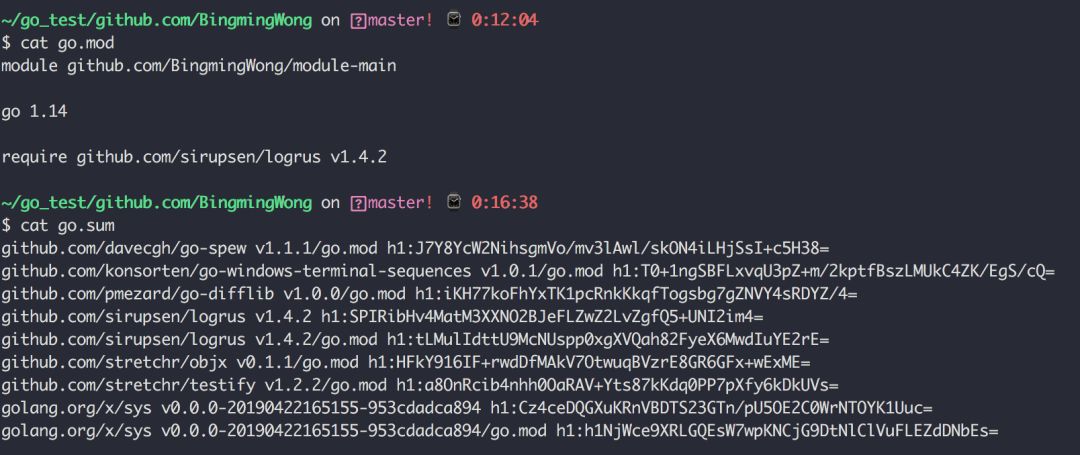 ~/go_test/github.com/BingmingWong on master! 0:12:04
$ cat go.mod
module github.com/BingmingWong/module-main
go 1.14
require github.com/sirupsen/logrus v1.4.2
~/go_test/github.com/BingmingWong on master! 0:16:38
$ cat go.sum
github.com/davecgh/go-spew v1.1.1/go.mod h1:J7Y8YcW2NihsgmVo/mv3lAwl/skON4iLHjSsI+c5H38=
github.com/konsorten/go-windows-terminal-sequences v1.0.1/go.mod h1:T0+1ngSBFLxvqU3pZ+m/2kptfBszLMUkC4ZK/EgS/cQ=
github.com/pmezard/go-difflib v1.0.0/go.mod h1:iKH77koFhYxTK1pcRnkKkqfTogsbg7gZNVY4sRDYZ/4=
github.com/sirupsen/logrus v1.4.2 h1:SPIRibHv4MatM3XXNO2BJeFLZwZ2LvZgfQ5+UNI2im4=
github.com/sirupsen/logrus v1.4.2/go.mod h1:tLMulIdttU9McNUspp0xgXVQah82FyeX6MwdIuYE2rE=
github.com/stretchr/objx v0.1.1/go.mod h1:HFkY916IF+rwdDfMAkV7OtwuqBVzrE8GR6GFx+wExME=
github.com/stretchr/testify v1.2.2/go.mod h1:a8OnRcib4nhh0OaRAV+Yts87kKdq0PP7pXfy6kDkUVs=
golang.org/x/sys v0.0.0-20190422165155-953cdadca894 h1:Cz4ceDQGXuKRnVBDTS23GTn/pU5OE2C0WrNTOYK1Uuc=
golang.org/x/sys v0.0.0-20190422165155-953cdadca894/go.mod h1:h1NjWce9XRLGQEsW7wpKNCjG9DtNlClVuFLEZdDNbEs=